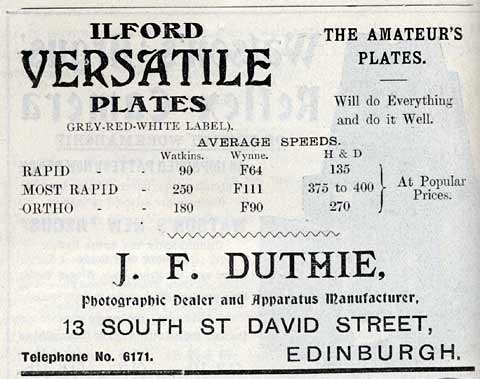 ILFORD
VERSATILE
PLATES
GREY-RED-WHITE LABEL).
THE AMATEUR'S
PLATES.
Will do Everything
and do it Well.
AVERAGE SPEEDS.
Watkins. Wynne. H & D
RAPID 90 F64 135
MOST RAPID - 250 F111 375 to 400
ORTHO - 180 F90 270
At Popular
Prices.
J. F. DUTHIE,
Photographic Dealer and Apparatus Manufacturer,
13 SOUTH ST DAVID STREET,
Telephone No. 6171. EDINBURGH.